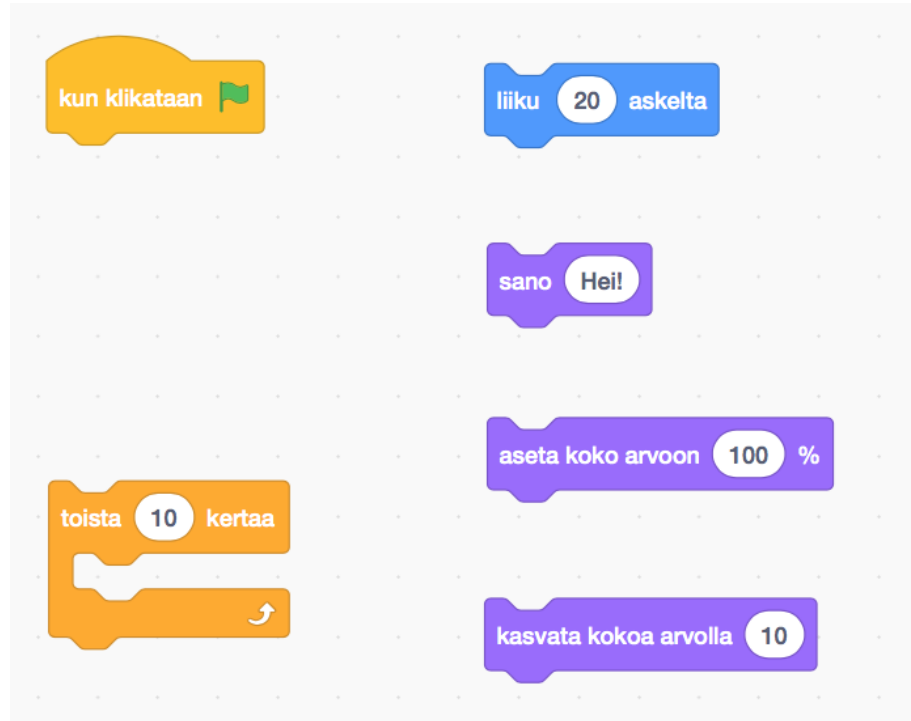 kun klikataan
liiku 20 askelta
sano Hei!
aseta koko arvoon 100 %
toista 10 kertaa
kasvata kokoa arvolla 10